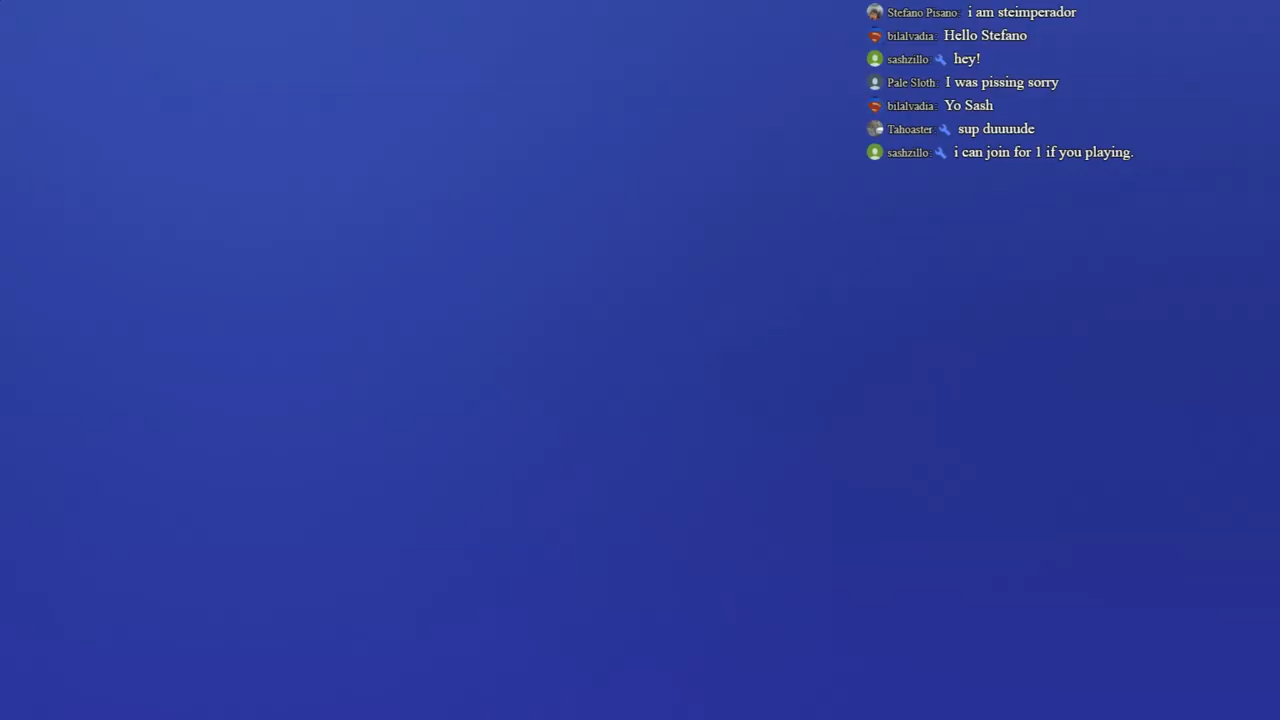 Stefano Pisano: i am steimperador
bilalvadia: Hello Stefano
sashzillo: hey!
Pale Sloth: I was pissing sorry
bilalvadia: Yo Sash
Tahoaster: sup duuuude
sashzillo: i can join for 1 if you playing.